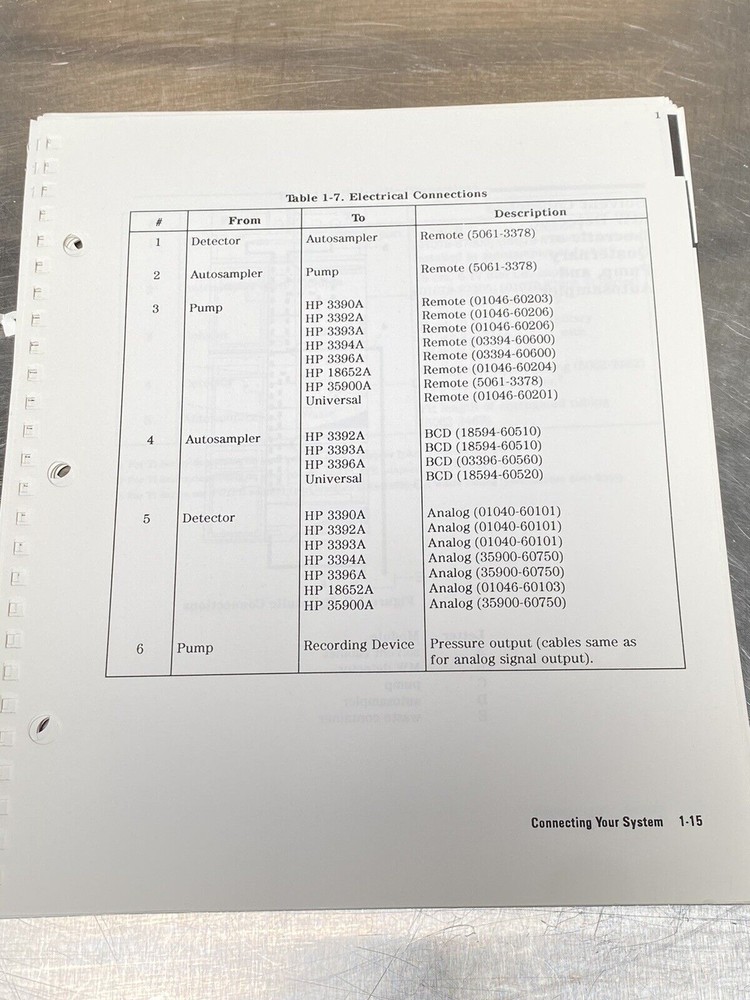 1
Table 1-7. Electrical Connections
# From To Description
1 Detector Autosampler Remote (5061-3378)
2 Autosampler Pump Remote (5061-3378)
3 Pump HP 3390A Remote (01046-60203)
HP 3392A Remote (01046-60206)
HP 3393A Remote (01046-60206)
HP 3394A Remote (03394-60600)
HP 3396A Remote (03394-60600)
HP 18652A Remote (01046-60204)
HP 35900A Remote (5061-3378)
Universal Remote (01046-60201)
4 Autosampler HP 3392A BCD (18594-60510)
HP 3393A BCD (18594-60510)
HP 3396A BCD (03396-60560)
Universal BCD (18594-60520)
5 Detector HP 3390A Analog (01040-60101)
HP 3392A Analog (01040-60101)
HP 3393A Analog (01040-60101)
HP 3394A Analog (35900-60750)
HP 3396A Analog (35900-60750)
HP 18652A Analog (01046-60103)
HP 35900A Analog (35900-60750)
6 Pump Recording Device Pressure output (cables same as
for analog signal output).
Connecting Your System 1-15